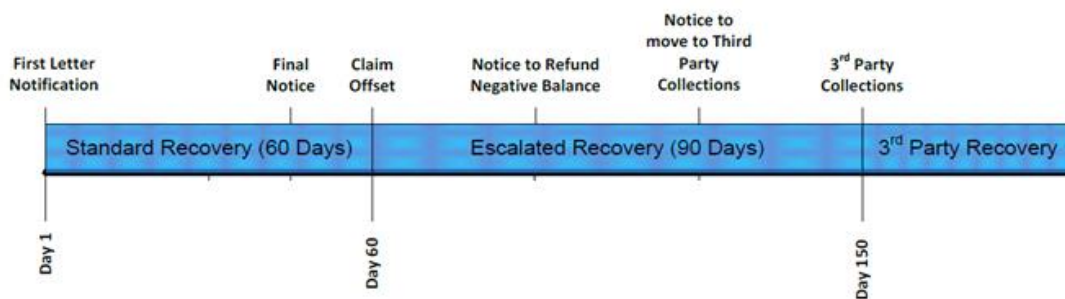 First Letter
Notification
Final
Notice
Claim
Offset
Notice to Refund
Negative Balance
Notice to
move to Third
Party
Collections
3rd Party
Collections
Standard Recovery (60 Days)
Escalated Recovery (90 Days)
3rd Party Recovery
Day 1
Day 60
Day 150